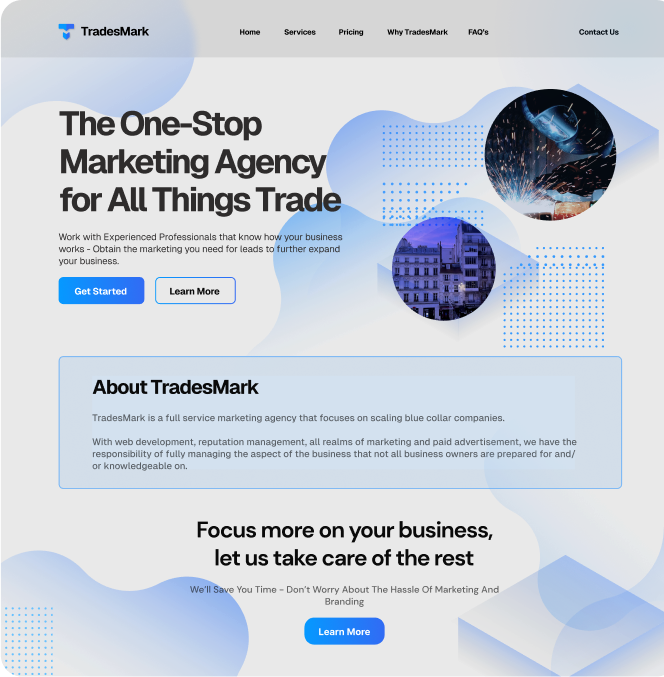 TradesMark
Home Services Pricing Why TradesMark FAQ's Contact Us
The One-Stop
Marketing Agency
for All Things Trade
Work with Experienced Professionals that know how your business
works - Obtain the marketing you need for leads to further expand
your business.
Get Started Learn More
About TradesMark
TradesMark is a full service marketing agency that focuses on scaling blue collar companies.
With web development, reputation management, all realms of marketing and paid advertisement, we have the
responsibility of fully managing the aspect of the business that not all business owners are prepared for and/
or knowledgeable on.
Focus more on your business,
let us take care of the rest
We'll Save You Time - Don't Worry About The Hassle Of Marketing And
Branding
Learn More